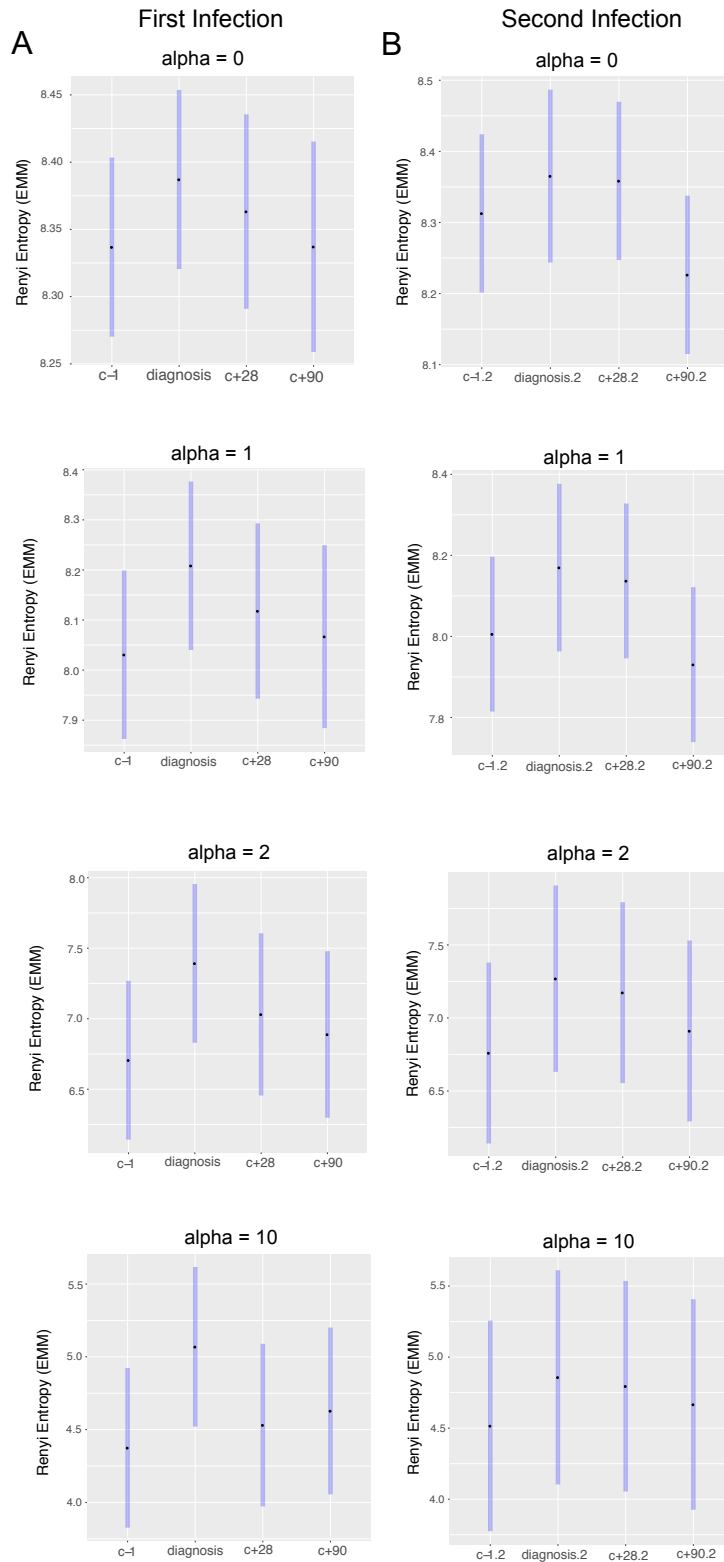 First Infection
Second Infection
A
B
alpha = 0
Renyi Entropy (EMM)
8.45
8.40
8.35
8.30
8.25
c–1 diagnosis c+28 c+90
alpha = 0
Renyi Entropy (EMM)
8.5
8.4
8.3
8.2
8.1
c–1.2 diagnosis.2 c+28.2 c+90.2
alpha = 1
Renyi Entropy (EMM)
8.4
8.3
8.2
8.1
8.0
7.9
c–1 diagnosis c+28 c+90
alpha = 1
Renyi Entropy (EMM)
8.4
8.2
8.0
7.8
c–1.2 diagnosis.2 c+28.2 c+90.2
alpha = 2
Renyi Entropy (EMM)
8.0
7.5
7.0
6.5
c–1 diagnosis c+28 c+90
alpha = 2
Renyi Entropy (EMM)
7.5
7.0
6.5
c–1.2 diagnosis.2 c+28.2 c+90.2
alpha = 10
Renyi Entropy (EMM)
5.5
5.0
4.5
4.0
c–1 diagnosis c+28 c+90
alpha = 10
Renyi Entropy (EMM)
5.5
5.0
4.5
4.0
c–1.2 diagnosis.2 c+28.2 c+90.2